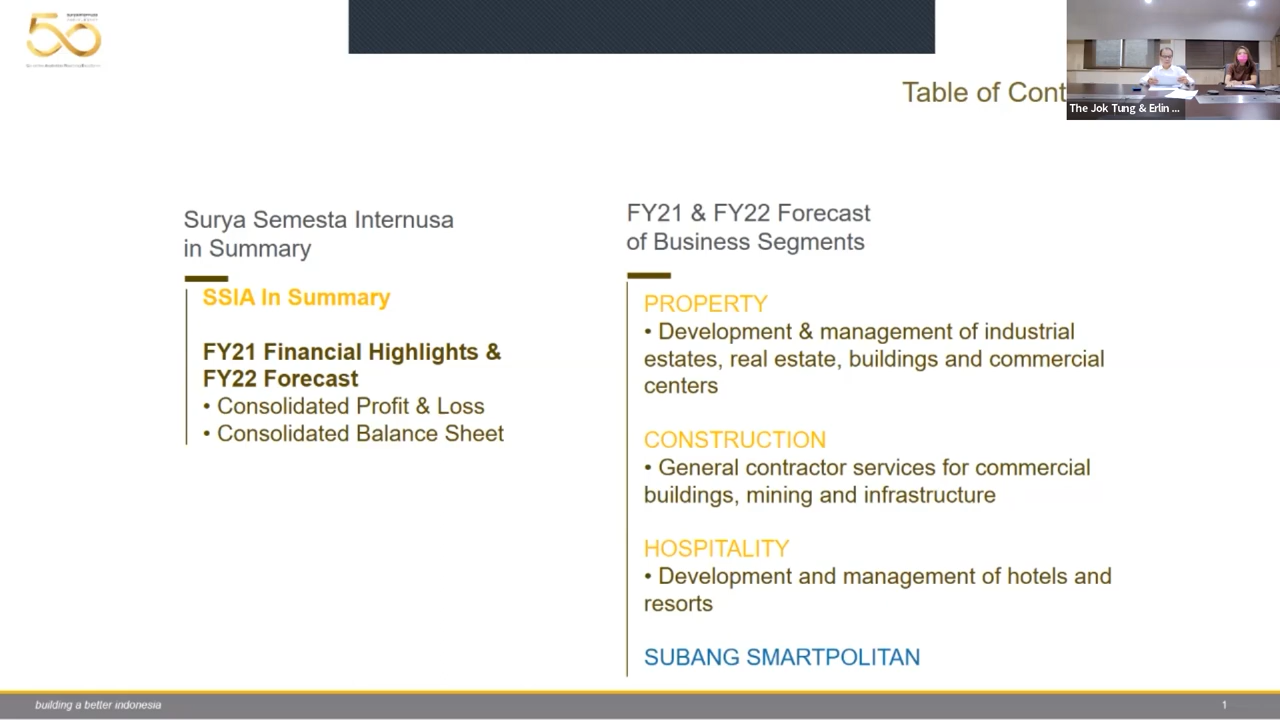 50
Table of Cont
The Jok Tung & Erlin ...
Surya Semesta Internusa
in Summary
SSIA In Summary
FY21 Financial Highlights &
FY22 Forecast
• Consolidated Profit & Loss
• Consolidated Balance Sheet
FY21 & FY22 Forecast
of Business Segments
PROPERTY
• Development & management of industrial
estates, real estate, buildings and commercial
centers
CONSTRUCTION
• General contractor services for commercial
buildings, mining and infrastructure
HOSPITALITY
• Development and management of hotels and
resorts
SUBANG SMARTPOLITAN
building a better indonesia
1